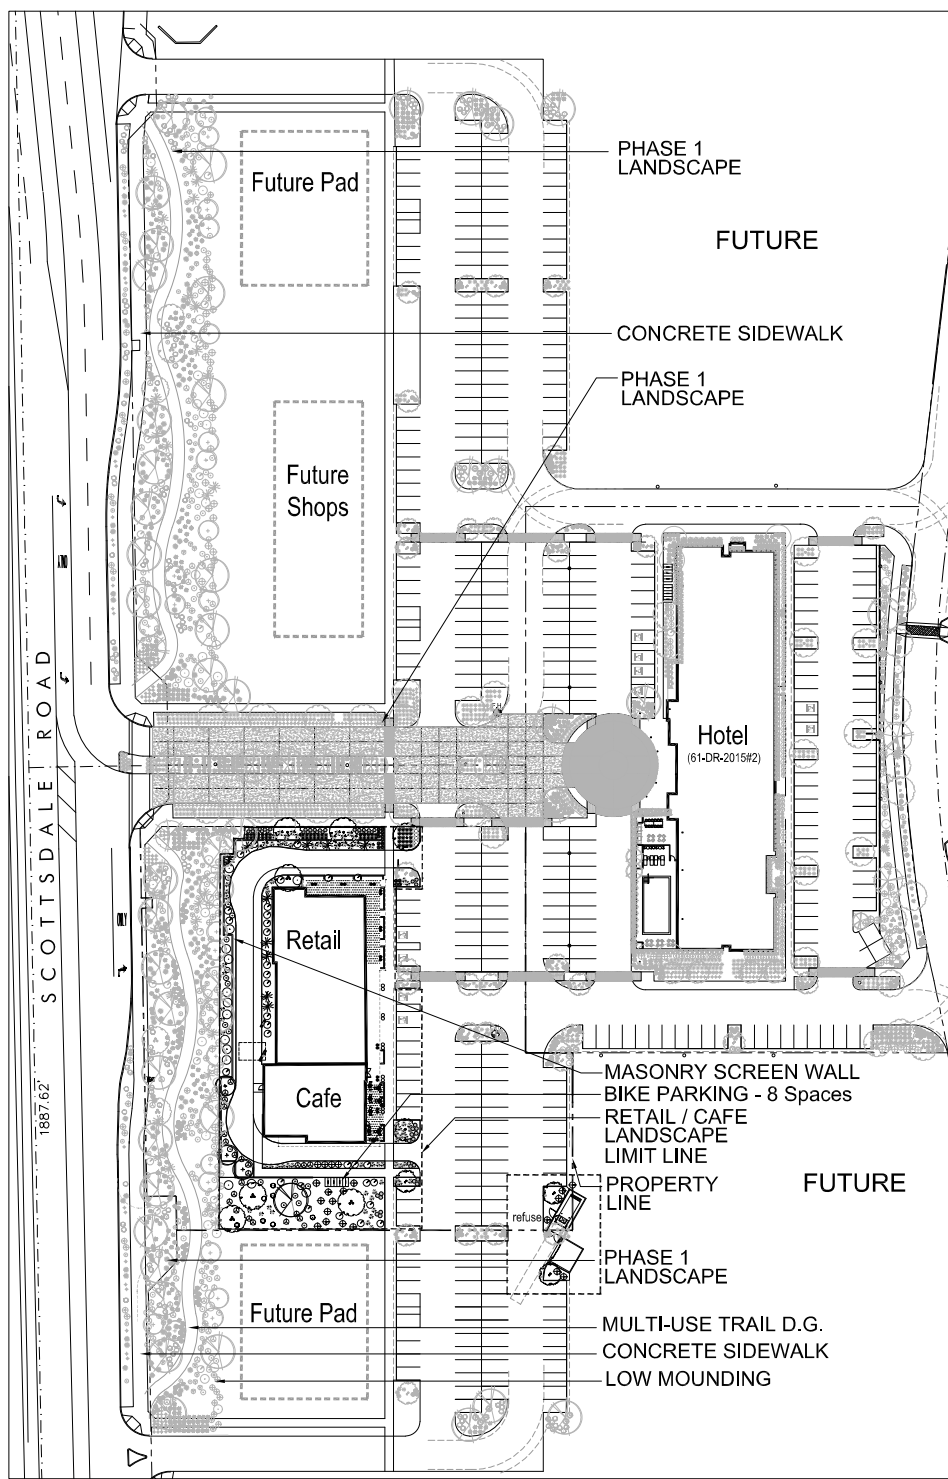 PHASE 1
LANDSCAPE
Future Pad
FUTURE
CONCRETE SIDEWALK
PHASE 1
LANDSCAPE
Future
Shops
SCOTTSDALE ROAD
F.H.
Hotel
(61-DR-2015#2)
Retail
MASONRY SCREEN WALL
BIKE PARKING - 8 Spaces
Cafe
RETAIL / CAFE
LANDSCAPE
LIMIT LINE
1887.62'
PROPERTY
LINE
FUTURE
refuse
PHASE 1
LANDSCAPE
Future Pad
MULTI-USE TRAIL D.G.
CONCRETE SIDEWALK
LOW MOUNDING